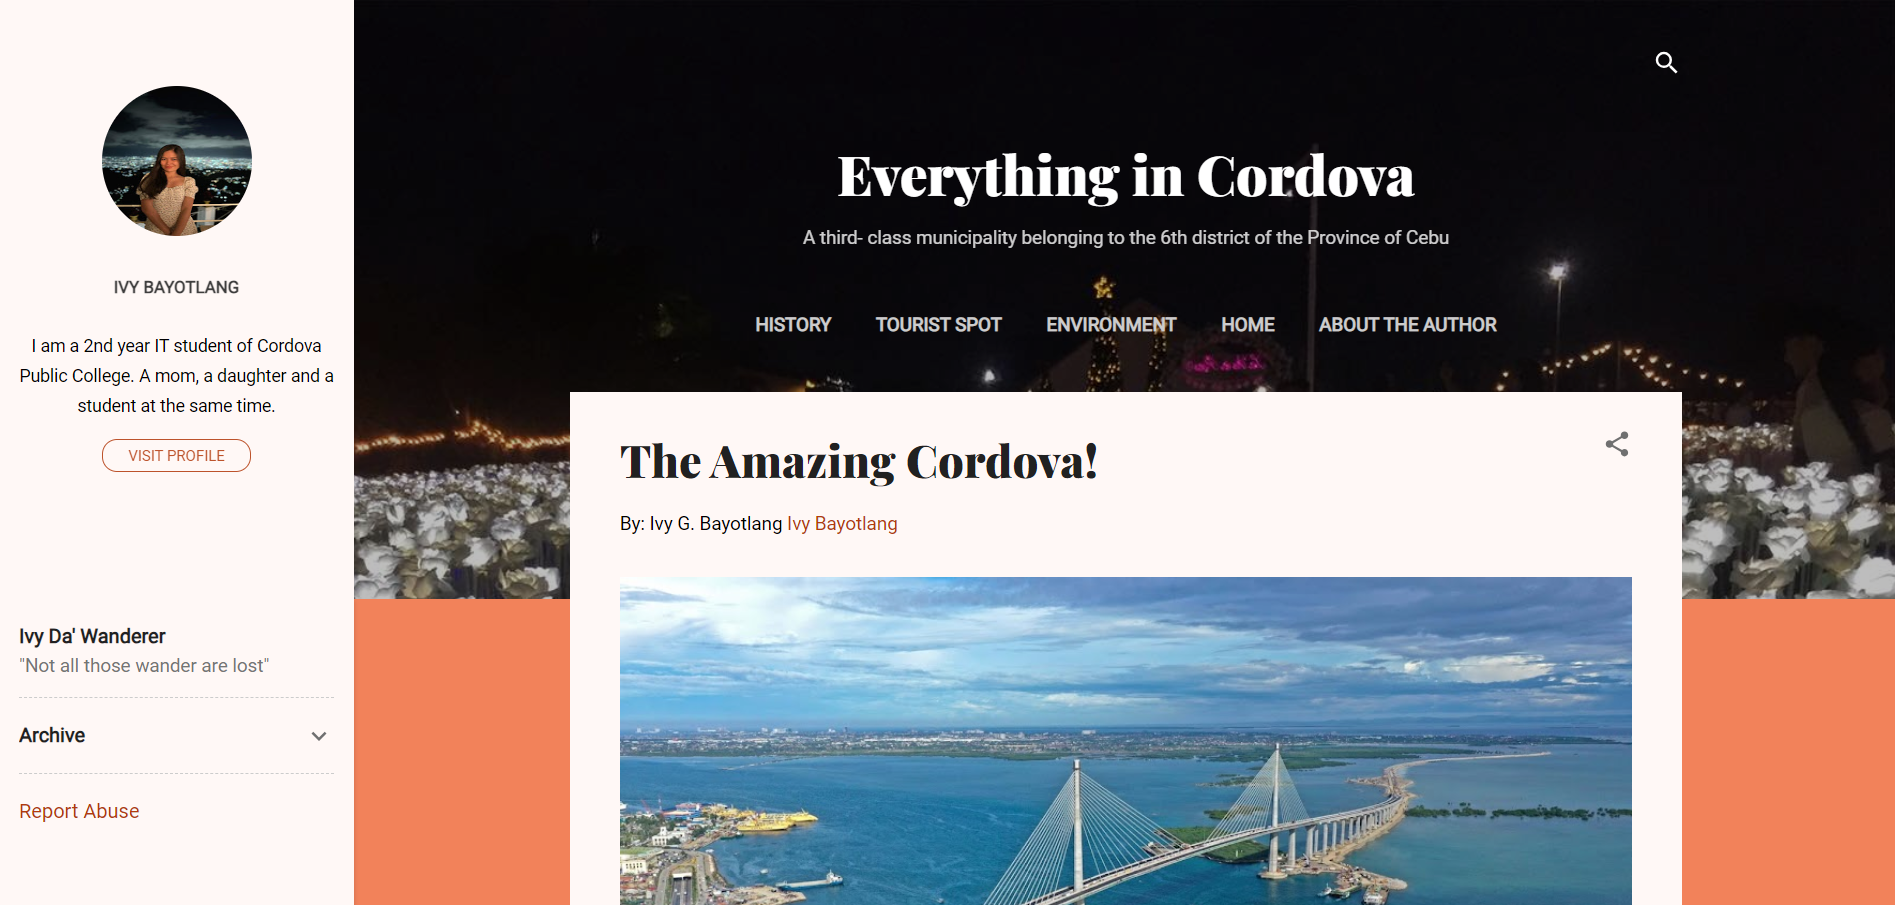 IVY BAYOTLANG
I am a 2nd year IT student of Cordova
Public College. A mom, a daughter and a
student at the same time.
VISIT PROFILE
Ivy Da' Wanderer
"Not all those wander are lost"
Archive
Report Abuse
Everything in Cordova
A third- class municipality belonging to the 6th district of the Province of Cebu
HISTORY TOURIST SPOT ENVIRONMENT HOME ABOUT THE AUTHOR
The Amazing Cordova!
By: Ivy G. Bayotlang Ivy Bayotlang